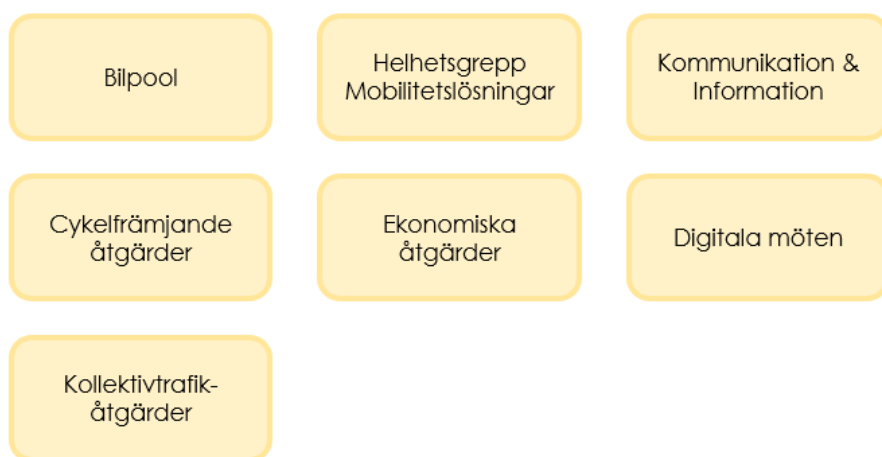 Bilpool
Helhetsgrepp
Mobilitetslösningar
Kommunikation &
Information
Cykelfrämjande
åtgärder
Ekonomiska
åtgärder
Digitala möten
Kollektivtrafik-
åtgärder